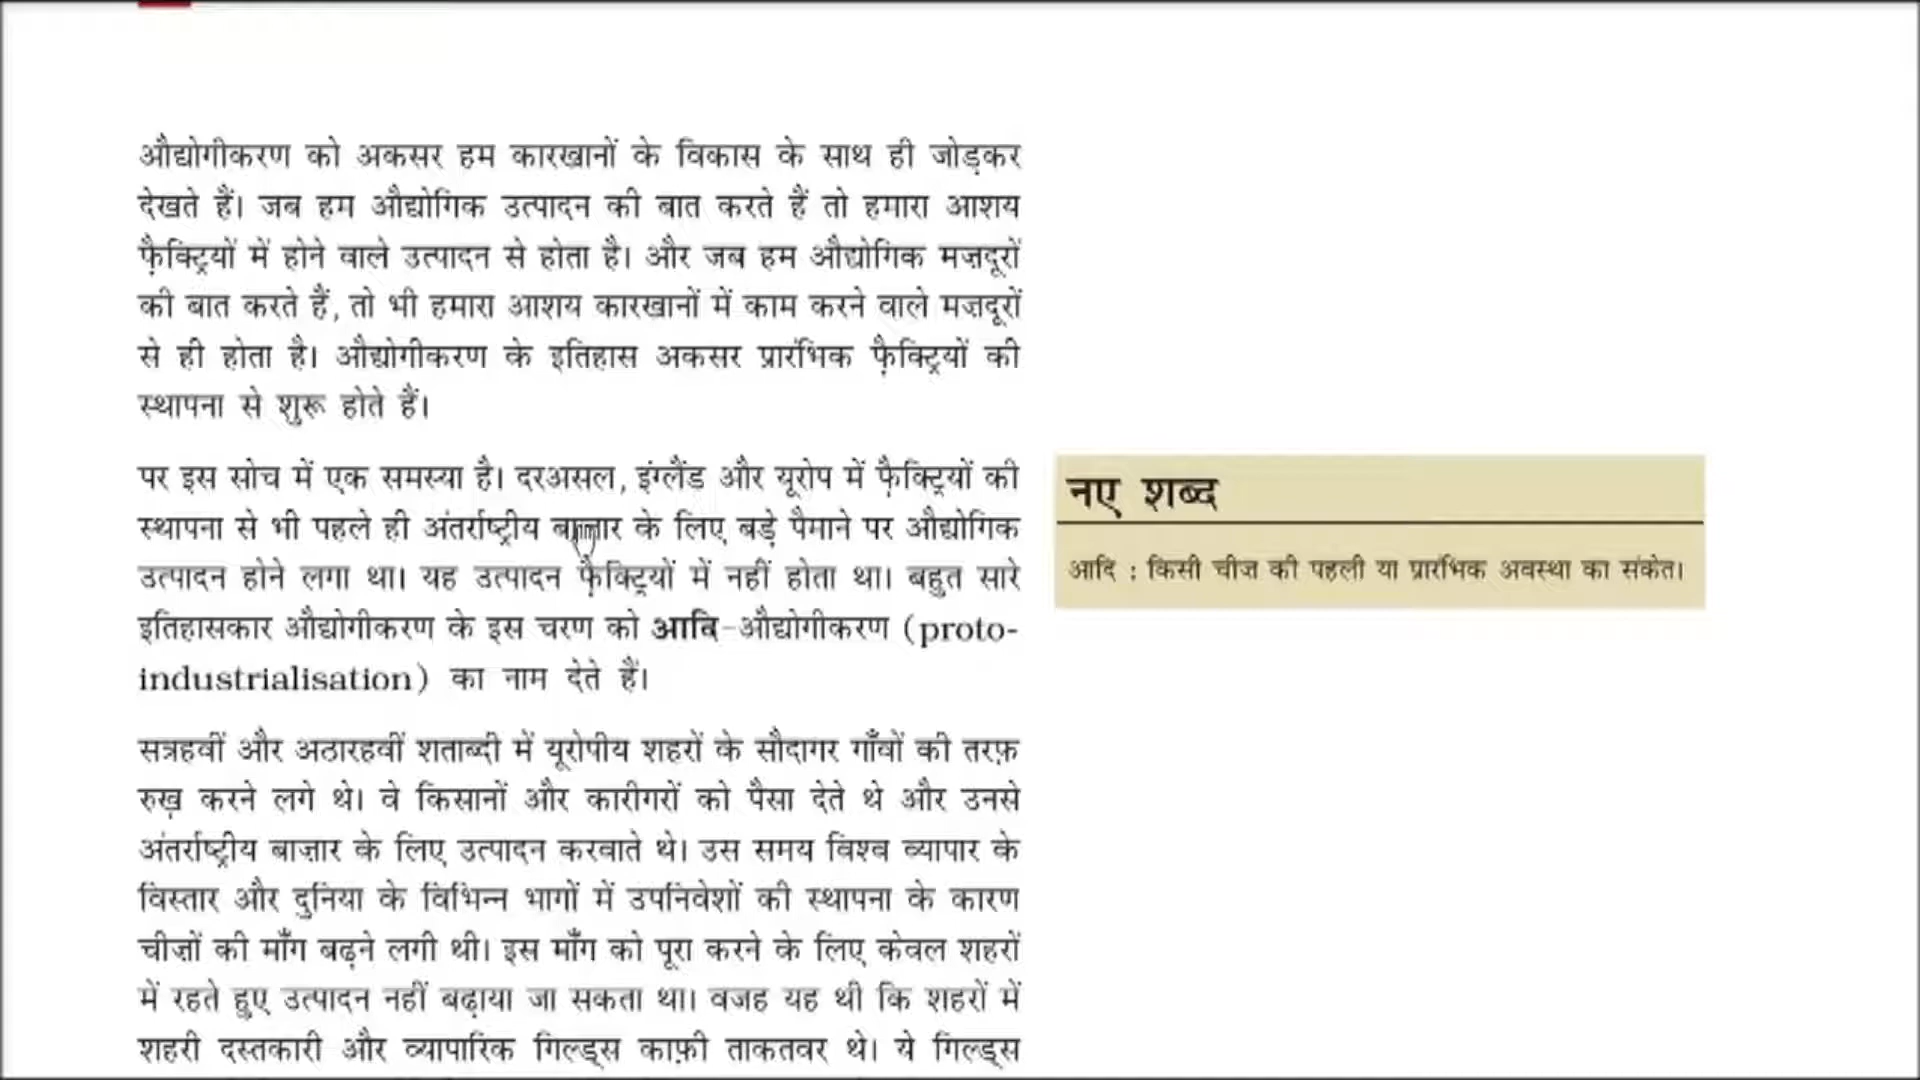 औद्योगीकरण को अकसर हम कारखानों के विकास के साथ ही जोड़कर
देखते हैं। जब हम औद्योगिक उत्पादन की बात करते हैं तो हमारा आशय
फ़ैक्ट्रियों में होने वाले उत्पादन से होता है। और जब हम औद्योगिक मज़दूरों
की बात करते हैं, तो भी हमारा आशय कारखानों में काम करने वाले मज़दूरों
से ही होता है। औद्योगीकरण के इतिहास अकसर प्रारंभिक फ़ैक्ट्रियों की
स्थापना से शुरू होते हैं।
पर इस सोच में एक समस्या है। दरअसल, इंग्लैंड और यूरोप में फ़ैक्ट्रियों की
स्थापना से भी पहले ही अंतर्राष्ट्रीय बाज़ार के लिए बड़े पैमाने पर औद्योगिक
उत्पादन होने लगा था। यह उत्पादन फ़ैक्ट्रियों में नहीं होता था। बहुत सारे
इतिहासकार औद्योगीकरण के इस चरण को आदि-औद्योगीकरण (proto-
industrialisation) का नाम देते हैं।
नए शब्द
आदि : किसी चीज़ की पहली या प्रारंभिक अवस्था का संकेत।
सत्रहवीं और अठारहवीं शताब्दी में यूरोपीय शहरों के सौदागर गाँवों की तरफ़
रुख़ करने लगे थे। वे किसानों और कारीगरों को पैसा देते थे और उनसे
अंतर्राष्ट्रीय बाज़ार के लिए उत्पादन करवाते थे। उस समय विश्व व्यापार के
विस्तार और दुनिया के विभिन्न भागों में उपनिवेशों की स्थापना के कारण
चीज़ों की माँग बढ़ने लगी थी। इस माँग को पूरा करने के लिए केवल शहरों
में रहते हुए उत्पादन नहीं बढ़ाया जा सकता था। वजह यह थी कि शहरों में
शहरी दस्तकारी और व्यापारिक गिल्ड्स काफ़ी ताकतवर थे। ये गिल्ड्स